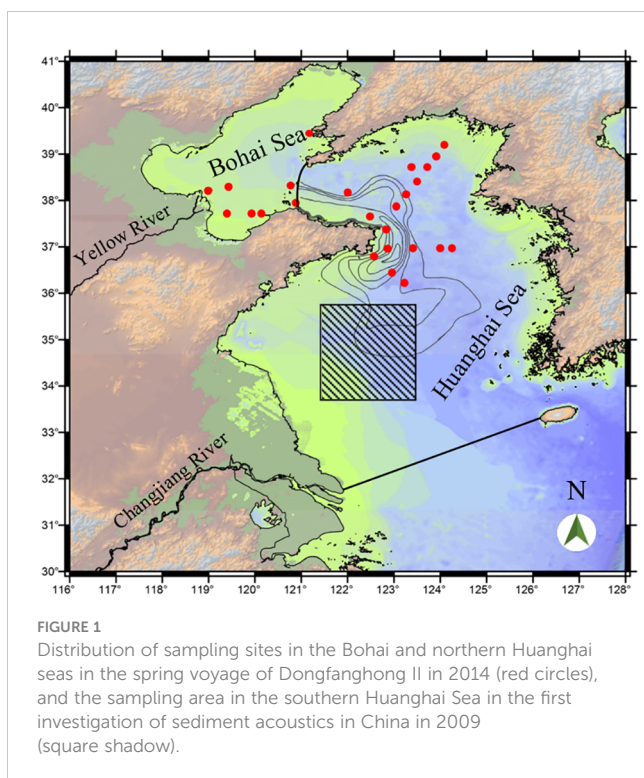 41°
40°
39°
38°
37°
36°
35°
34°
33°
32°
31°
30°
116°
117°
118°
119°
120°
121°
122°
123°
124°
125°
126°
127°
128°
Bohai Sea
Yellow River
Huanghai Sea
Changjiang River
N
FIGURE 1
Distribution of sampling sites in the Bohai and northern Huanghai
seas in the spring voyage of Dongfanghong II in 2014 (red circles),
and the sampling area in the southern Huanghai Sea in the first
investigation of sediment acoustics in China in 2009
(square shadow).